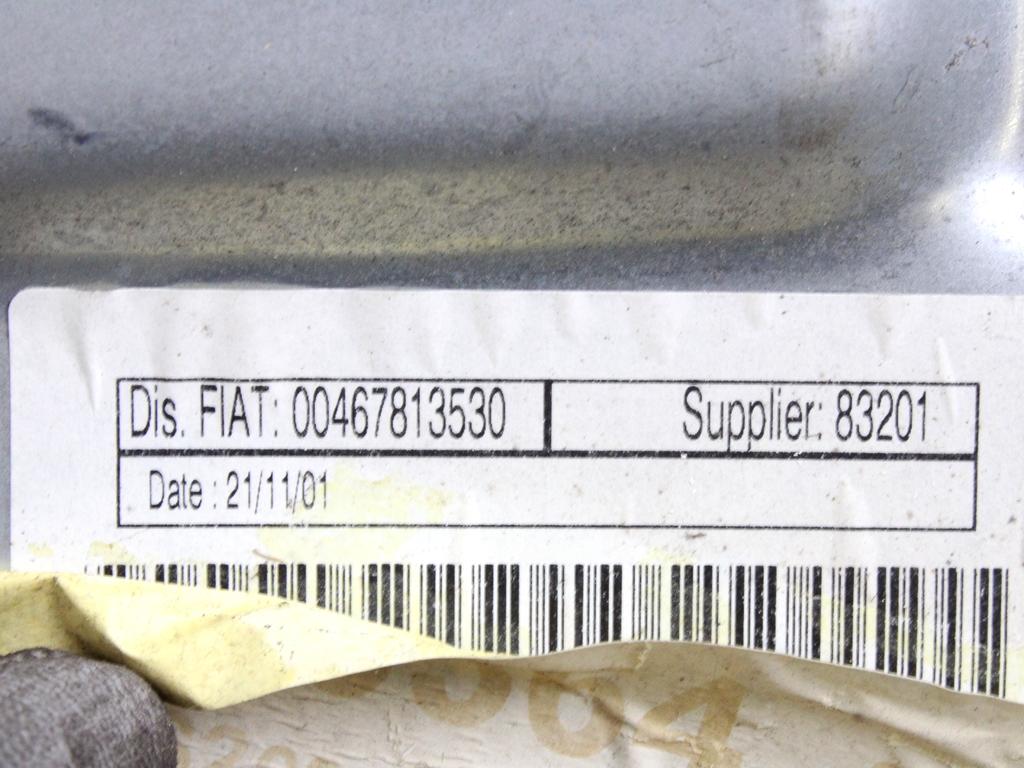 Dis. FIAT: 00467813530 Supplier: 83201
Date : 21/11/01